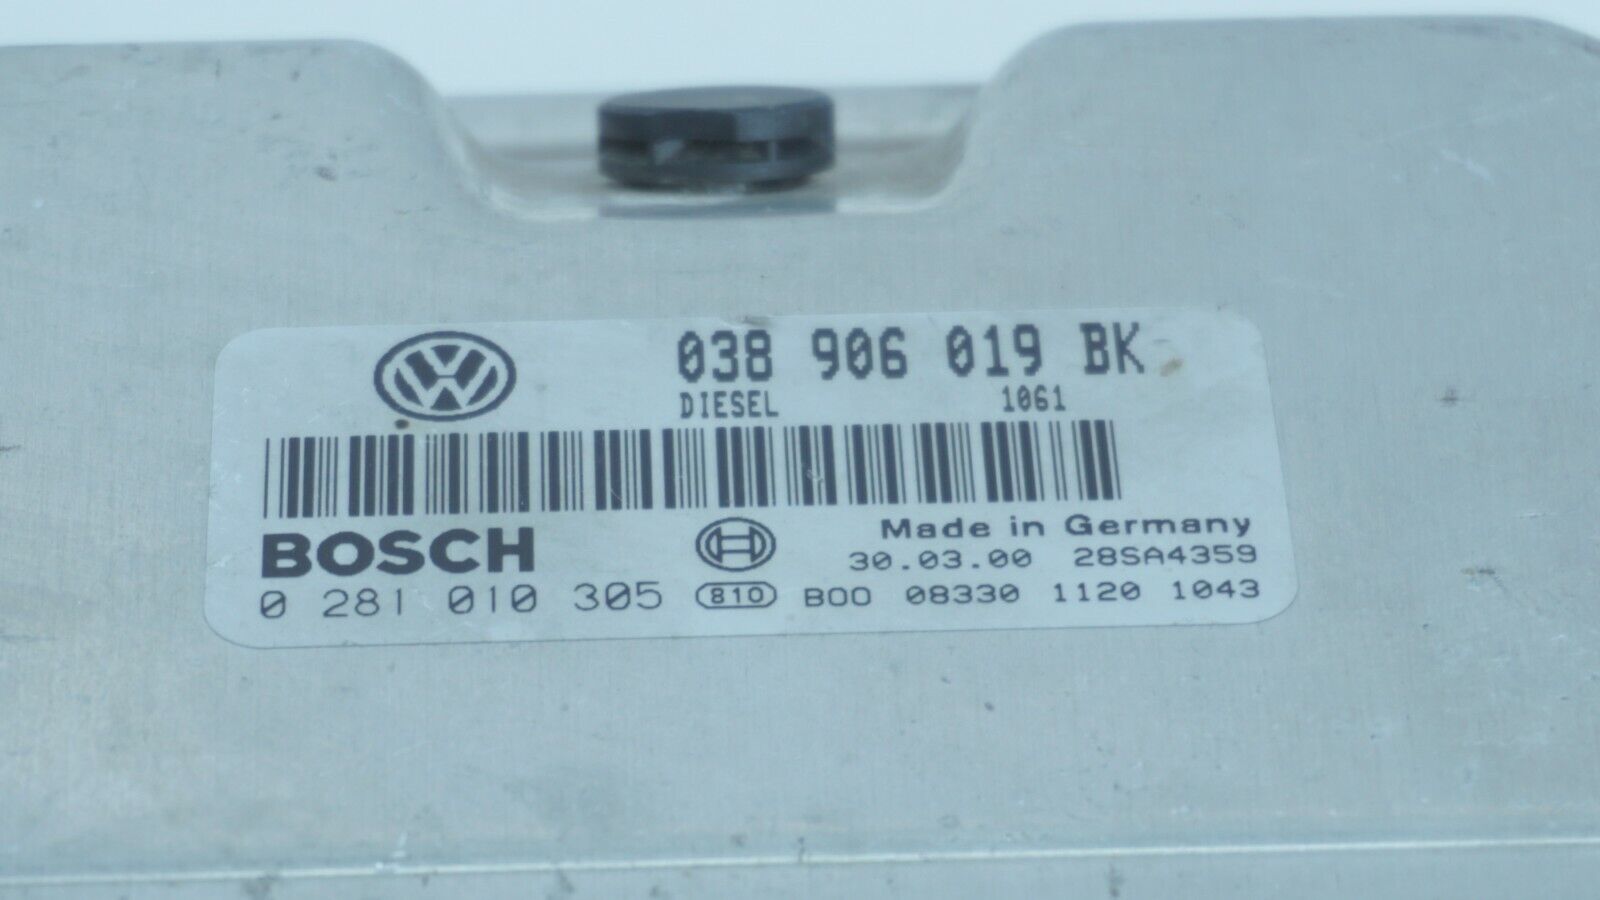 038 906 019 BK
DIESEL 1061
BOSCH Made in Germany
30.03.00 28SA4359
0 281 010 305 810 B00 08330 1120 1043